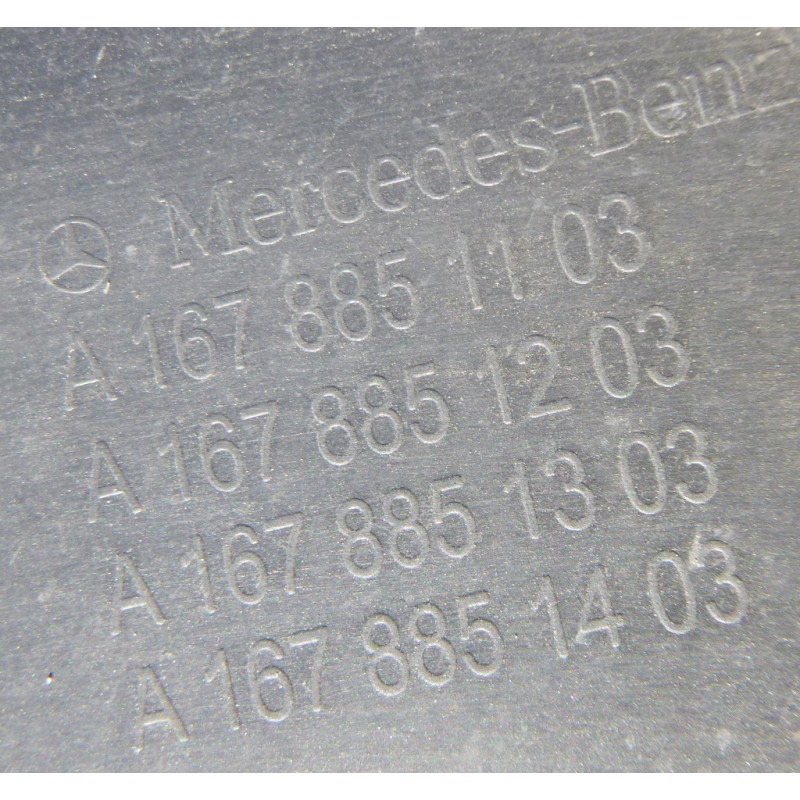 Mercedes-Benz
A 167 885 11 03
A 167 885 12 03
A 167 885 13 03
A 167 885 14 03